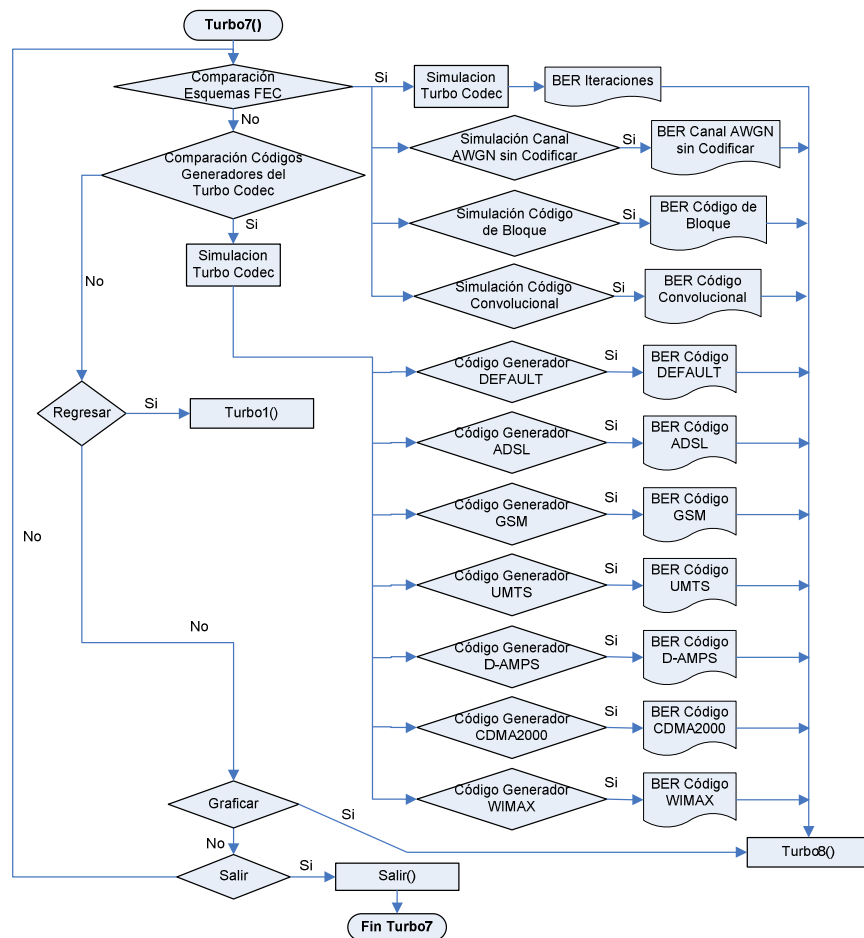 Turbo7()
Comparación
Esquemas FEC
Si
Simulacion
Turbo Codec
BER Iteraciones
No
Simulación Canal
AWGN sin Codificar
Si
BER Canal AWGN
sin Codificar
Comparación Códigos
Generadores del
Turbo Codec
Si
Simulación Código
de Bloque
Si
BER Código de
Bloque
Simulacion
Turbo Codec
No
Simulación Código
Convolucional
Si
BER Código
Convolucional
Código Generador
DEFAULT
Si
BER Código
DEFAULT
Regresar
Si
Turbo1()
Código Generador
ADSL
Si
BER Código
ADSL
Código Generador
GSM
Si
BER Código
GSM
No
Código Generador
UMTS
Si
BER Código
UMTS
No
Código Generador
D-AMPS
Si
BER Código
D-AMPS
Código Generador
CDMA2000
Si
BER Código
CDMA2000
Código Generador
WIMAX
Si
BER Código
WIMAX
Graficar
Si
No
Turbo8()
Salir
Si
Salir()
Fin Turbo7